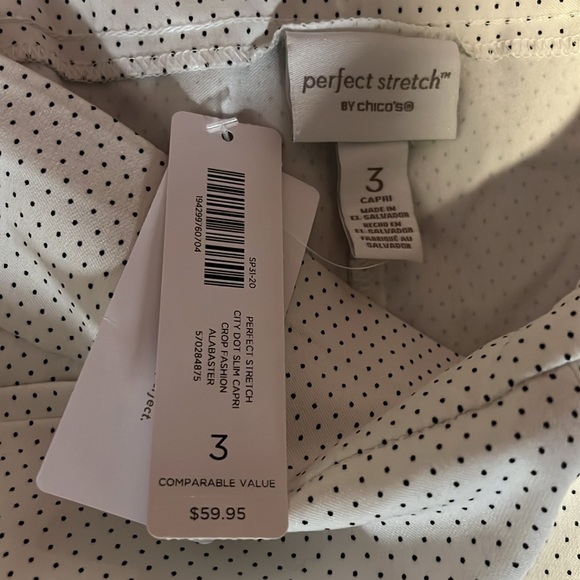 perfect stretch™
BY chico's®
3
CAPRI
MADE IN
EL SALVADOR
HECHO EN
EL SALVADOR
FABRIQUÉ AU
SALVADOR
194299760704
SP31-20
PERFECT STRETCH
CITY DOT SLIM CAPRI
CROP FASHION
ALABASTER
570284875
3
COMPARABLE VALUE
$59.95